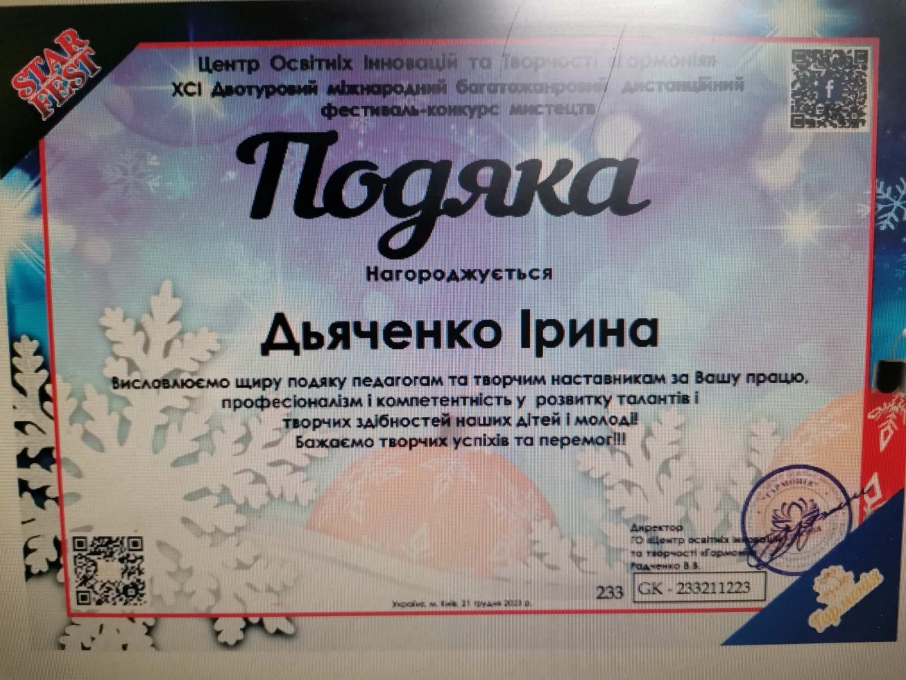 STAR
FEST
Центр Освітніх Інновацій та Творчості «Гармонія»
XCI Двотуровий міжнародний багатожанровий дистанційний
фестиваль-конкурс мистецтв
Подяка
Нагороджується
Дьяченко Ірина
Висловлюємо щиру подяку педагогам та творчим наставникам за Вашу працю,
професіоналізм і компетентність у розвитку талантів і
творчих здібностей наших дітей і молоді!
Бажаємо творчих успіхів та перемог!!!
"ГАРМОНІЯ"
Директор
ГО «Центр освітніх інновацій
та творчості «Гармонія»
Радченко В.В.
233
GK - 233211223
Україна, м. Київ, 21 грудня 2023 р.
Гармонія